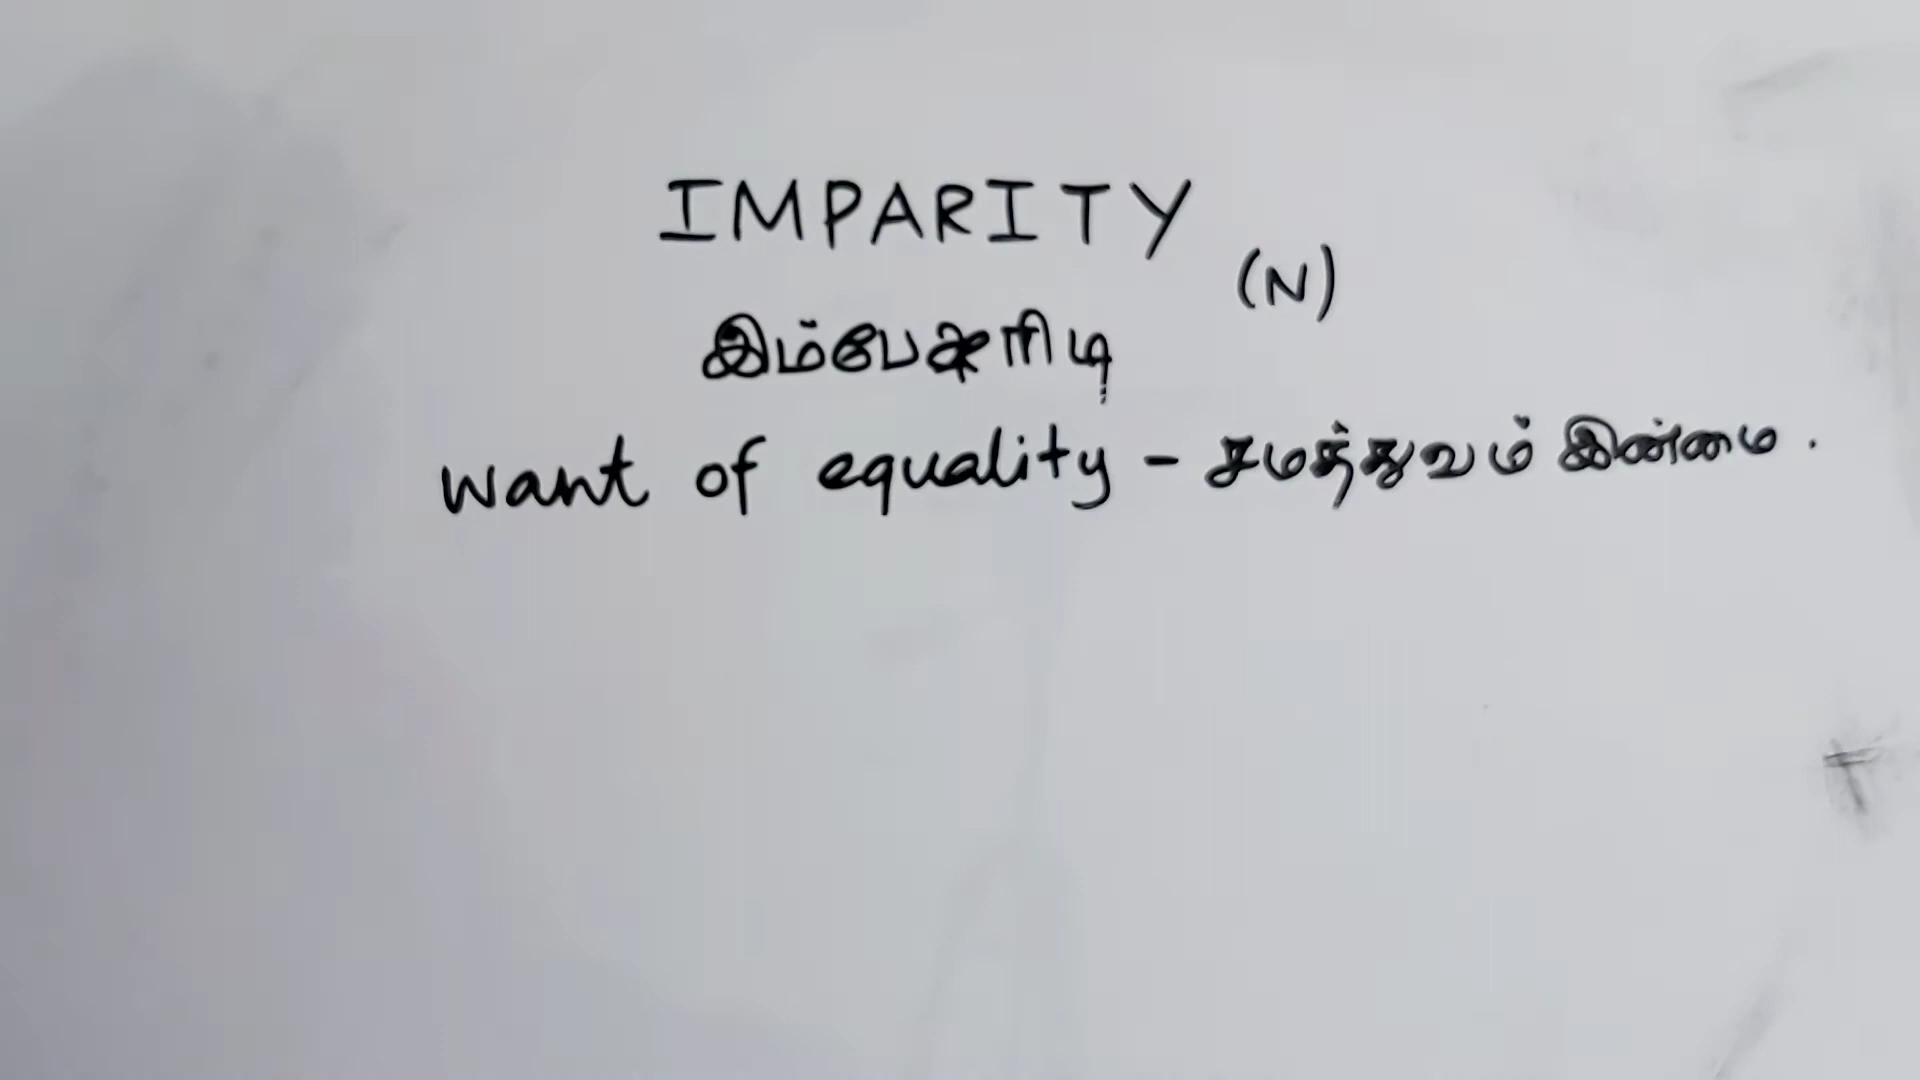 IMPARITY
(N)
இம்பேரிடி
want of equality - சமத்துவம் இன்மை.